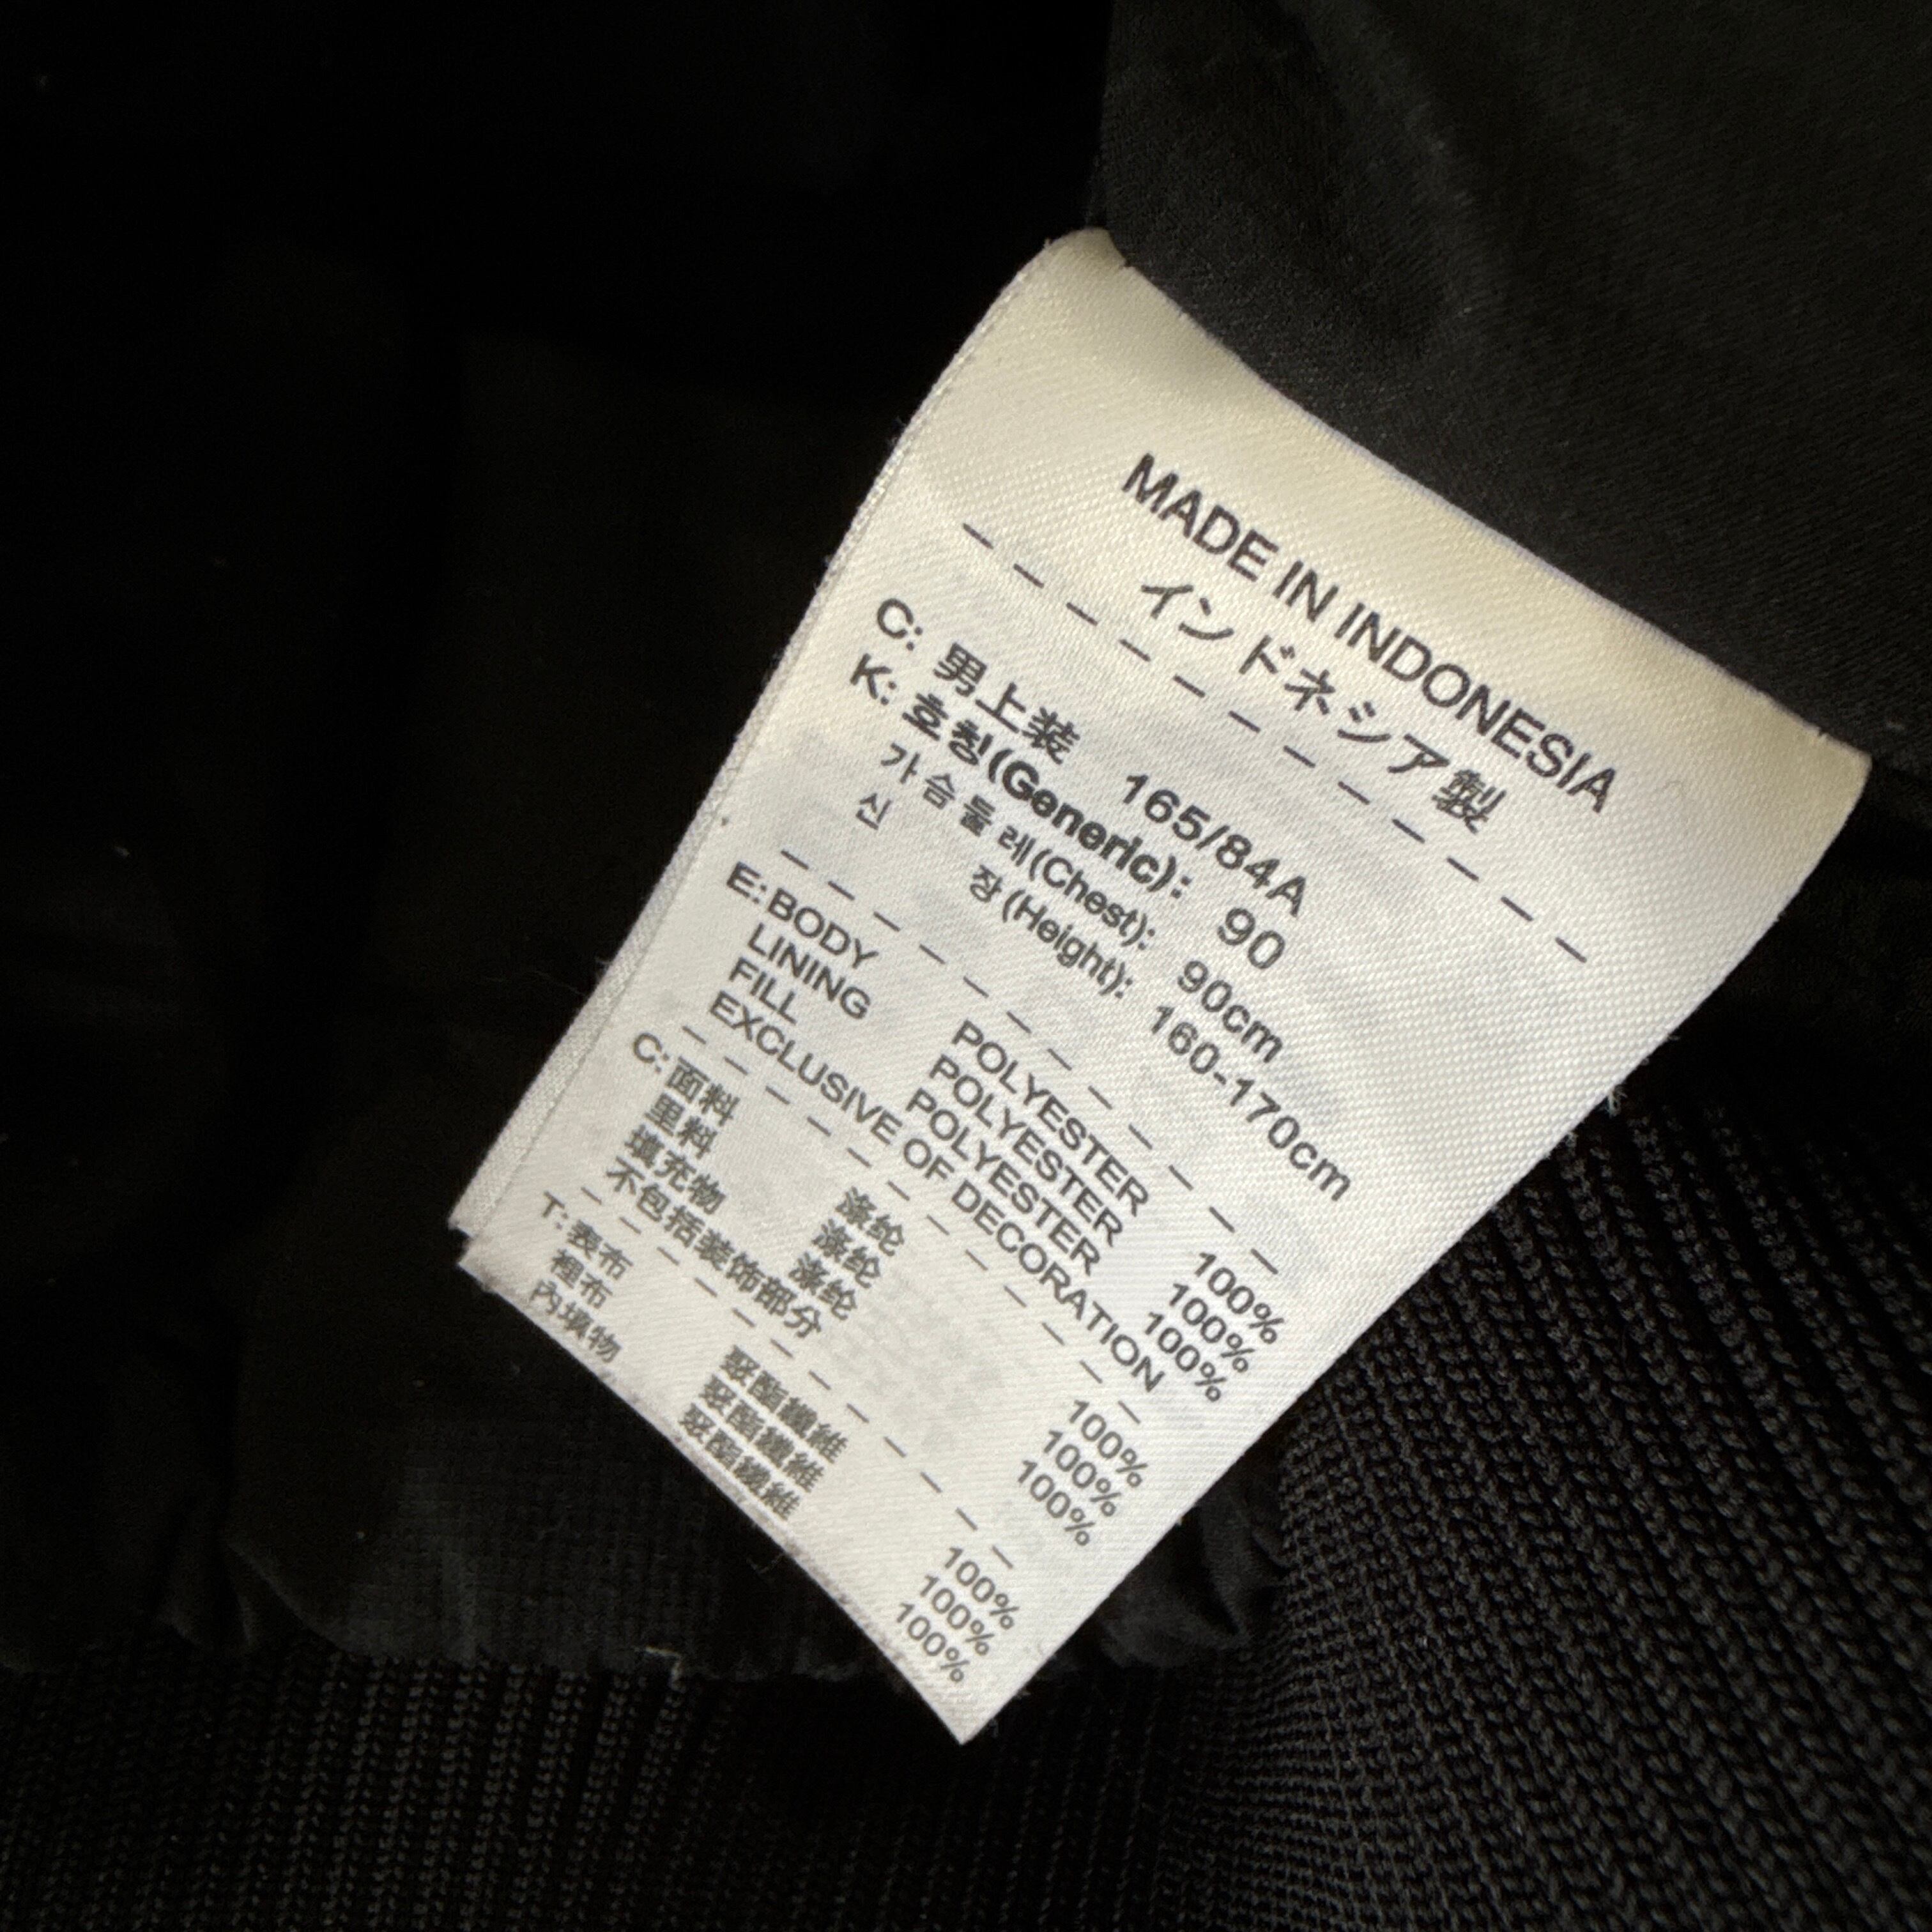 MADE IN INDONESIA
インドネシア製
C: 男上装 165/84A
K: 호칭(Generic): 90
가슴둘레(Chest): 90cm
신 장(Height): 160-170cm
E: BODY POLYESTER 100%
LINING POLYESTER 100%
FILL POLYESTER 100%
EXCLUSIVE OF DECORATION
C: 面料 涤纶 100%
里料 涤纶 100%
填充物 涤纶 100%
不包括装饰部分
T: 表布 聚酯纖維 100%
裡布 聚酯纖維 100%
內填物 聚酯纖維 100%